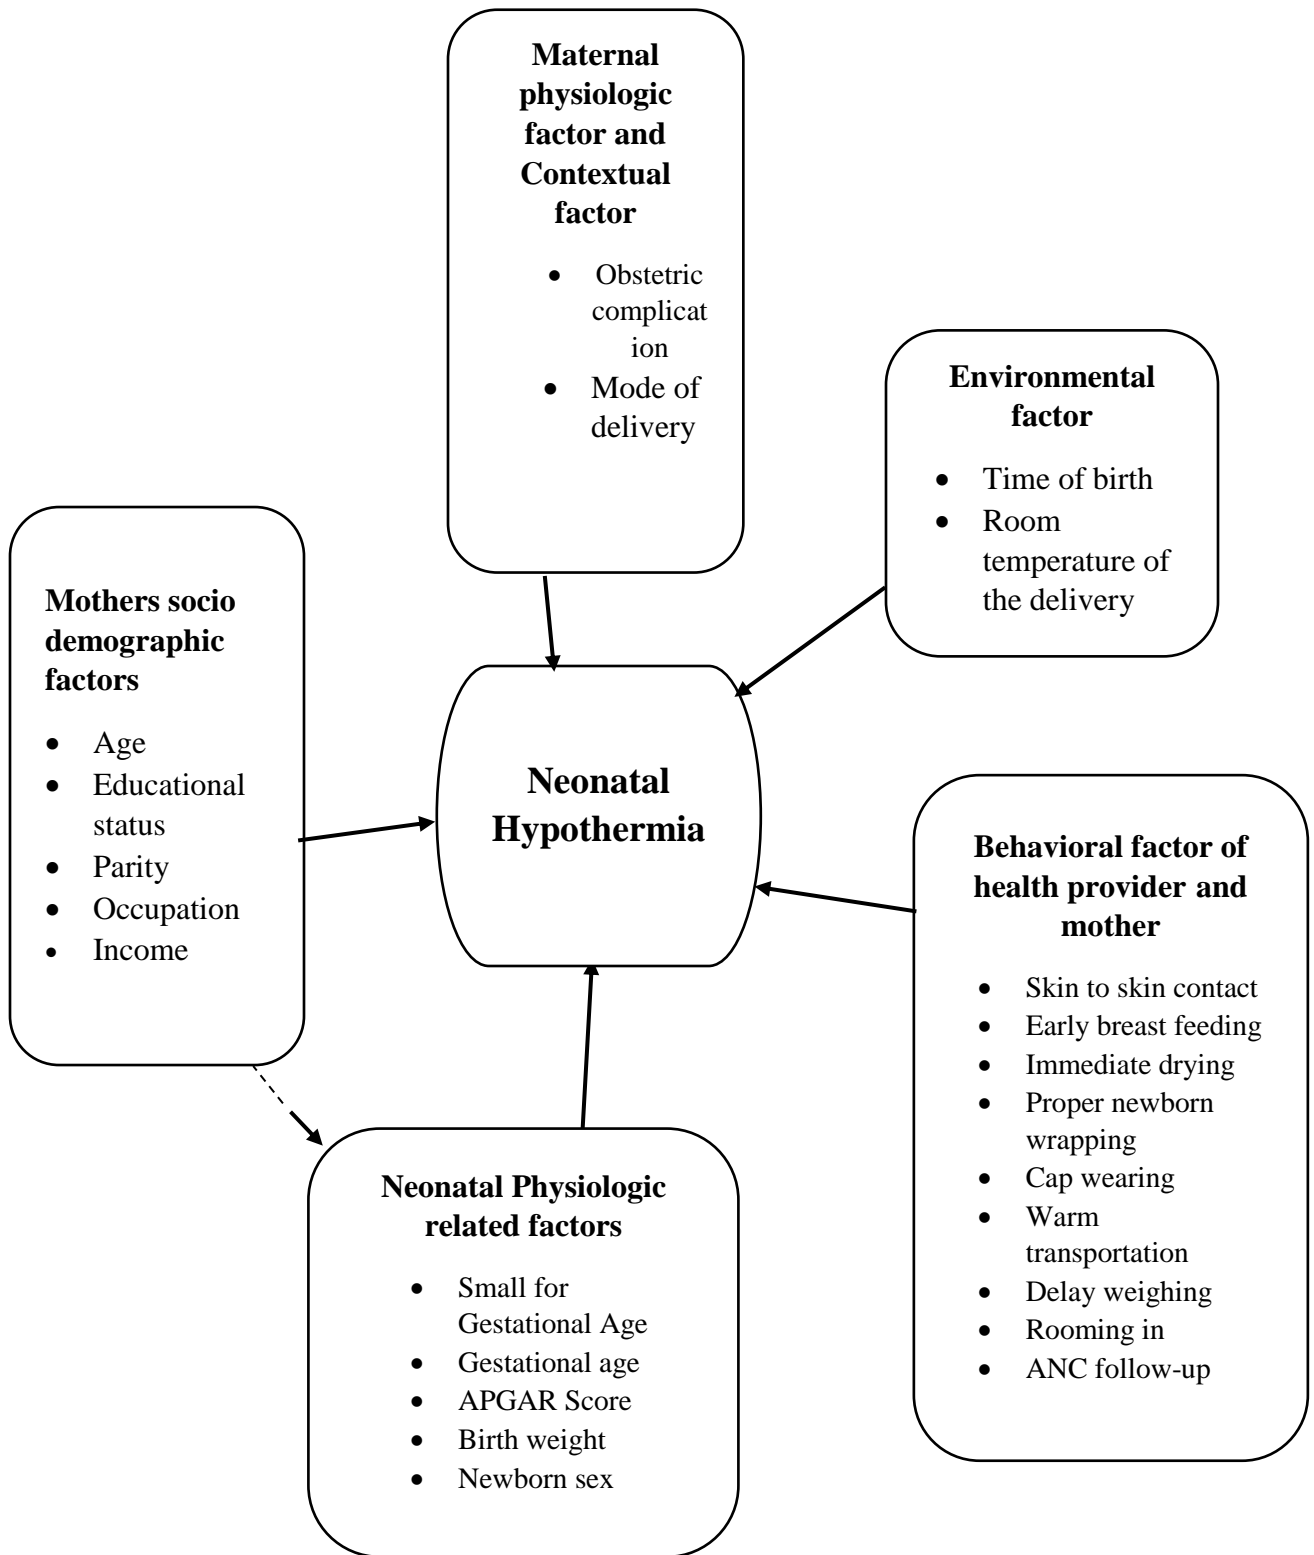 Maternal
physiologic
factor and
Contextual
factor
• Obstetric
complicat
ion
• Mode of
delivery
Environmental
factor
• Time of birth
• Room
temperature of
the delivery
Mothers socio
demographic
factors
• Age
• Educational
status
• Parity
• Occupation
• Income
Neonatal
Hypothermia
Behavioral factor of
health provider and
mother
• Skin to skin contact
• Early breast feeding
• Immediate drying
• Proper newborn
wrapping
• Cap wearing
• Warm
transportation
• Delay weighing
• Rooming in
• ANC follow-up
Neonatal Physiologic
related factors
• Small for
Gestational Age
• Gestational age
• APGAR Score
• Birth weight
• Newborn sex